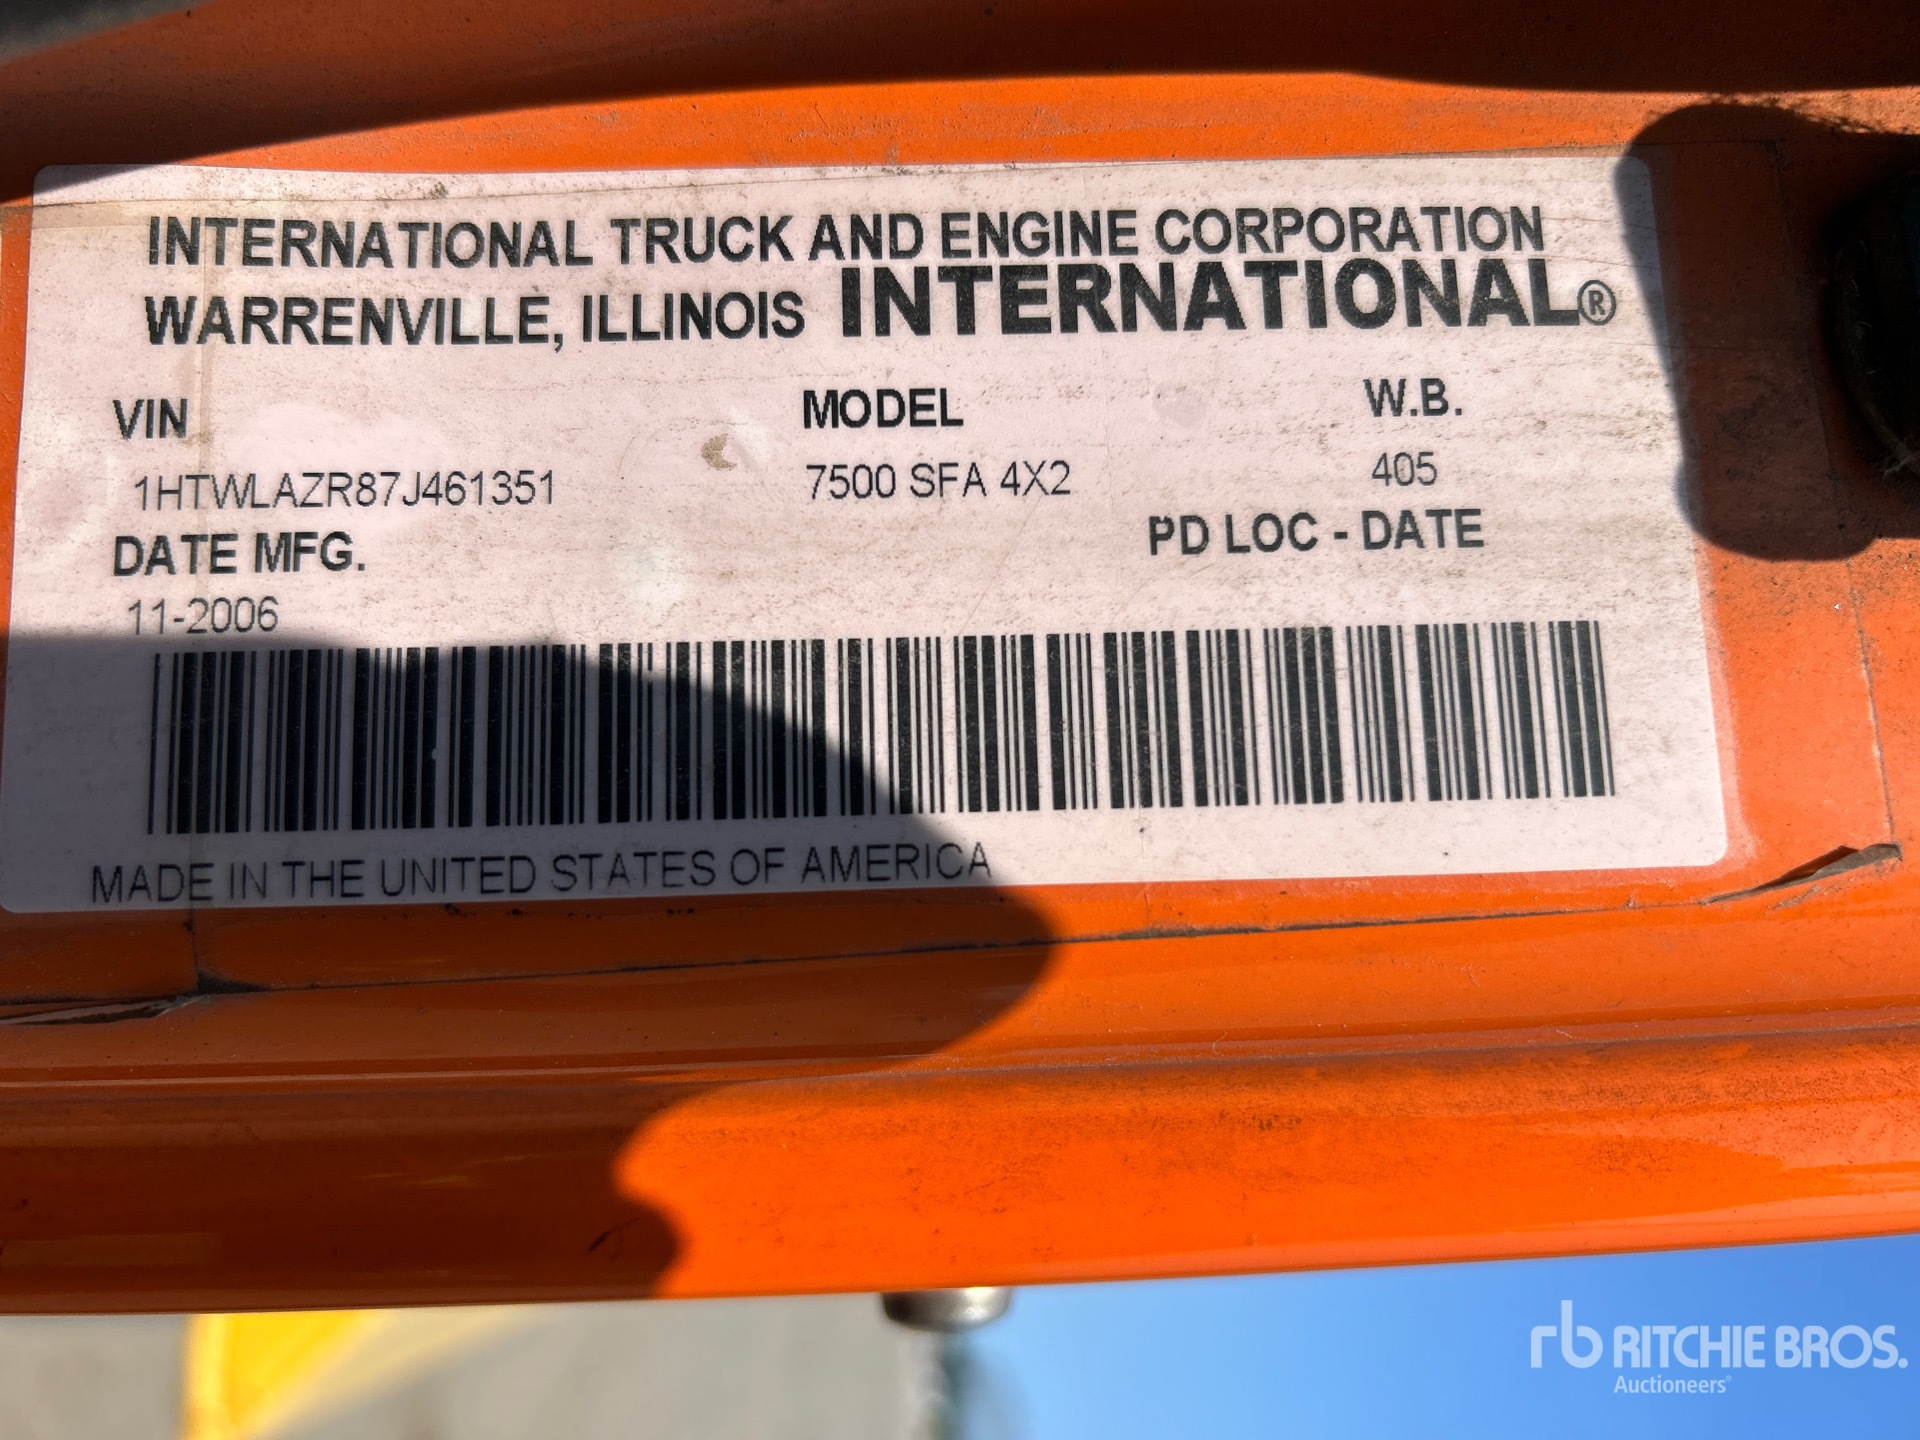 INTERNATIONAL TRUCK AND ENGINE CORPORATION
WARRENVILLE, ILLINOIS INTERNATIONAL®
VIN MODEL W.B.
1HTWLAZR87J461351 7500 SFA 4X2 405
DATE MFG. PD LOC - DATE
11-2006
MADE IN THE UNITED STATES OF AMERICA
rb RITCHIE BROS.
Auctioneers®